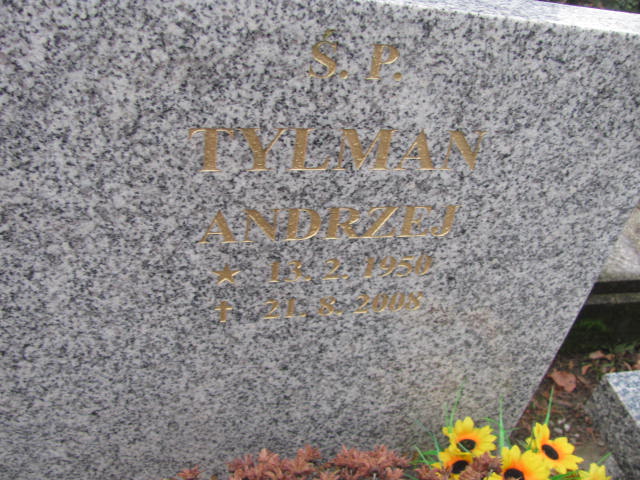 Ś. P.
TYLMAN
ANDRZEJ
★ 13. 2. 1950
✝ 21. 8. 2008